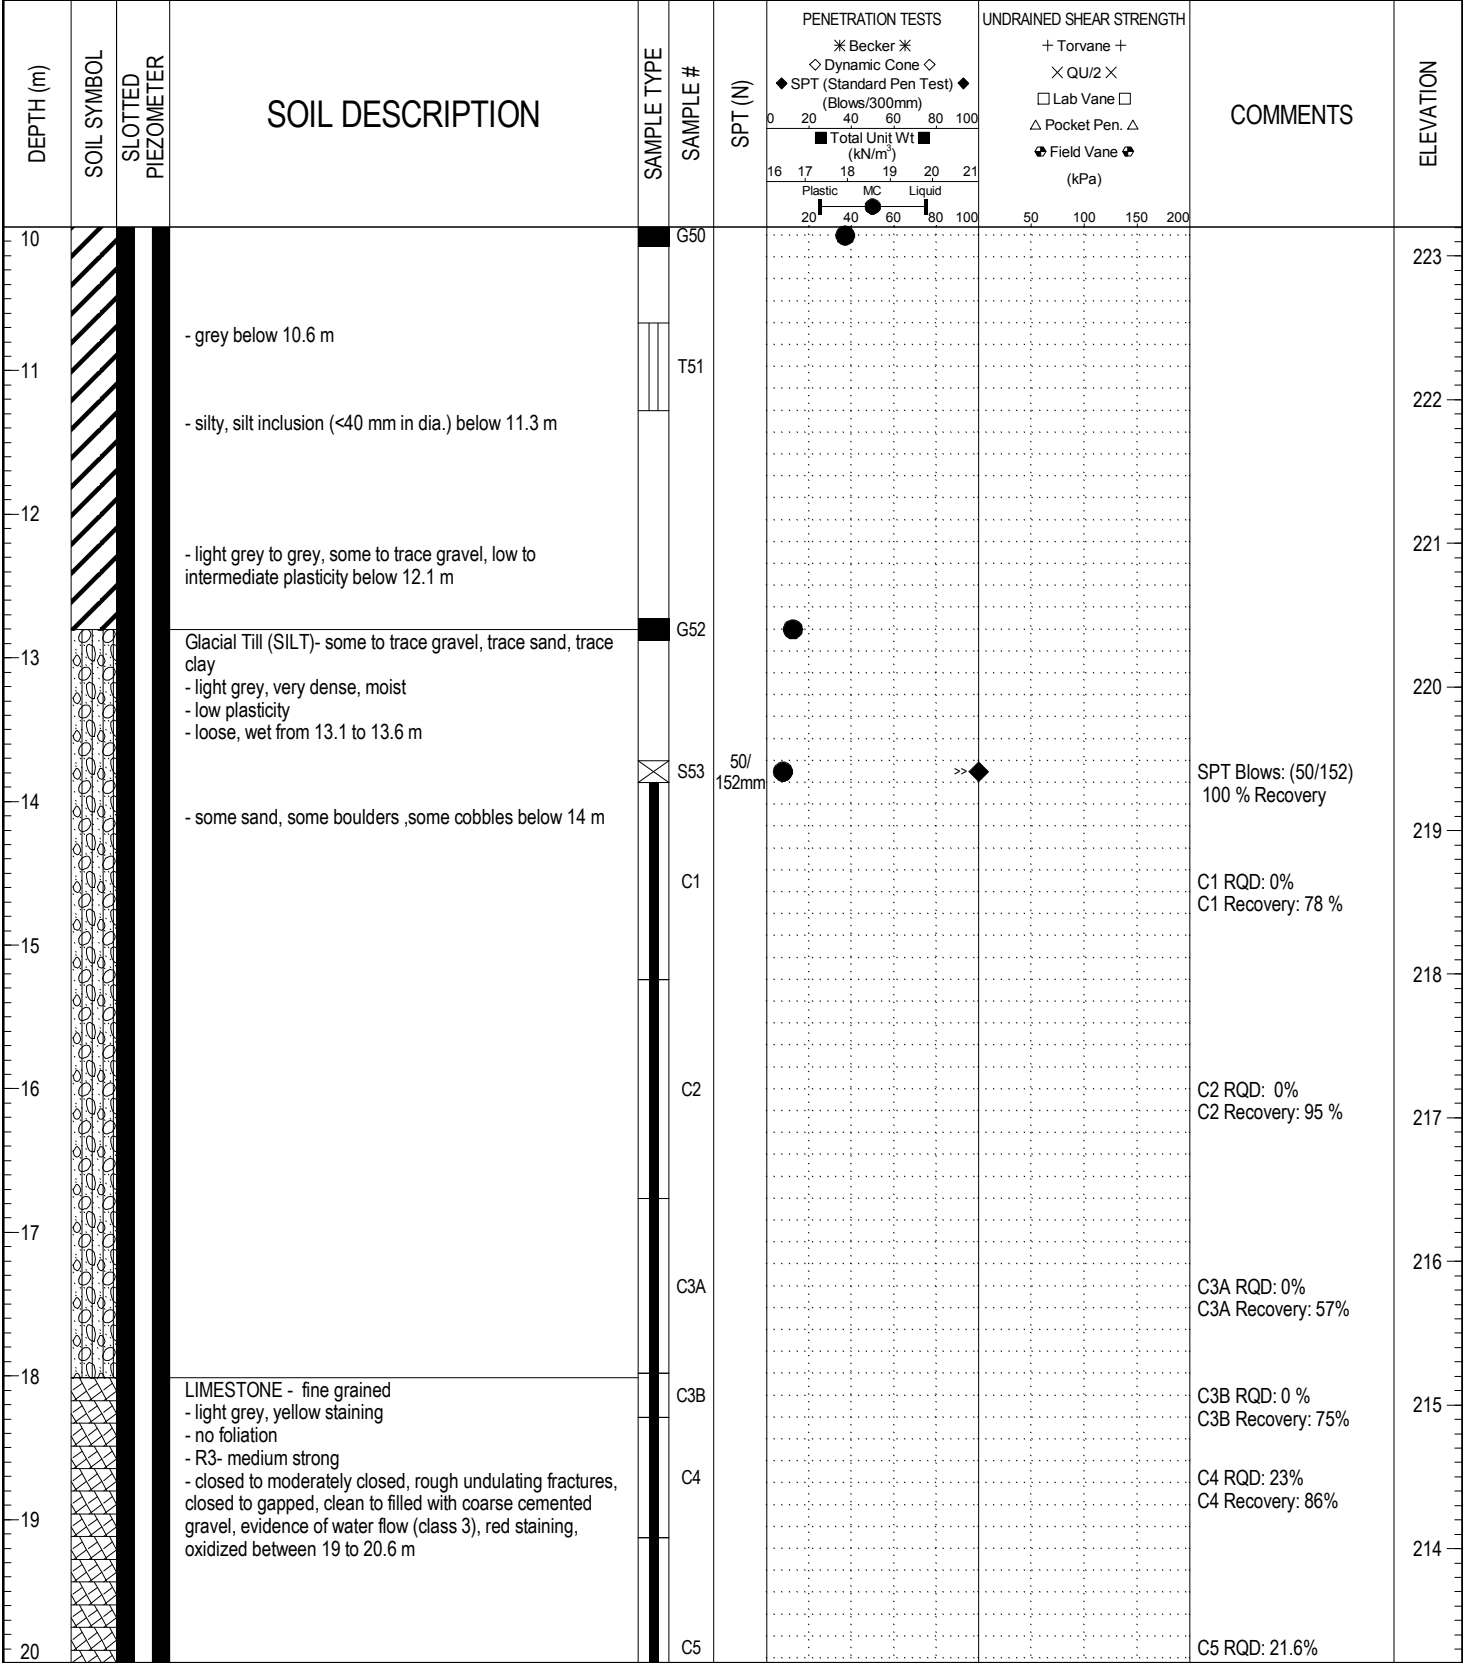 DEPTH (m)
SOIL SYMBOL
SLOTTED
PIEZOMETER
SOIL DESCRIPTION
SAMPLE TYPE
SAMPLE #
SPT (N)
PENETRATION TESTS
✳ Becker ✳
◇ Dynamic Cone ◇
◆ SPT (Standard Pen Test) ◆
(Blows/300mm)
0 20 40 60 80 100
■ Total Unit Wt ■
(kN/m³)
16 17 18 19 20 21
Plastic MC Liquid
20 40 60 80 100
UNDRAINED SHEAR STRENGTH
+ Torvane +
× QU/2 ×
□ Lab Vane □
△ Pocket Pen. △
Field Vane
(kPa)
50 100 150 200
COMMENTS
ELEVATION
10 G50
223
- grey below 10.6 m
11 T51
222
- silty, silt inclusion (<40 mm in dia.) below 11.3 m
12
- light grey to grey, some to trace gravel, low to
intermediate plasticity below 12.1 m
221
G52
Glacial Till (SILT)- some to trace gravel, trace sand, trace
clay
13
- light grey, very dense, moist
220
- low plasticity
- loose, wet from 13.1 to 13.6 m
S53 50/
152mm
>>
SPT Blows: (50/152)
100 % Recovery
14
- some sand, some boulders ,some cobbles below 14 m
219
C1
C1 RQD: 0%
C1 Recovery: 78 %
15
218
16 C2
C2 RQD: 0%
C2 Recovery: 95 %
217
17
216
C3A
C3A RQD: 0%
C3A Recovery: 57%
18
LIMESTONE - fine grained
- light grey, yellow staining
- no foliation
- R3- medium strong
- closed to moderately closed, rough undulating fractures,
closed to gapped, clean to filled with coarse cemented
gravel, evidence of water flow (class 3), red staining,
oxidized between 19 to 20.6 m
C3B
C3B RQD: 0 %
C3B Recovery: 75%
215
C4
C4 RQD: 23%
C4 Recovery: 86%
19
214
20 C5
C5 RQD: 21.6%